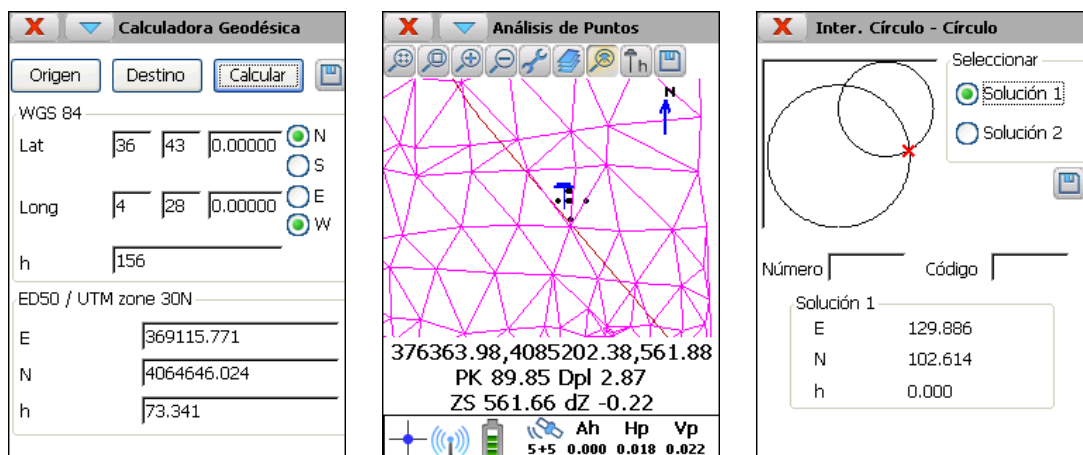 Calculadora Geodésica
Origen Destino Calcular
WGS 84
Lat 36 43 0.00000 N
S
E
Long 4 28 0.00000 W
h 156
ED50 / UTM zone 30N
E 369115.771
N 4064646.024
h 73.341
Análisis de Puntos
h
N
376363.98,4085202.38,561.88
PK 89.85 Dpl 2.87
ZS 561.66 dZ -0.22
Ah Hp Vp
5+5 0.000 0.018 0.022
Inter. Círculo - Círculo
Seleccionar
Solución 1
Solución 2
Número Código
Solución 1
E 129.886
N 102.614
h 0.000